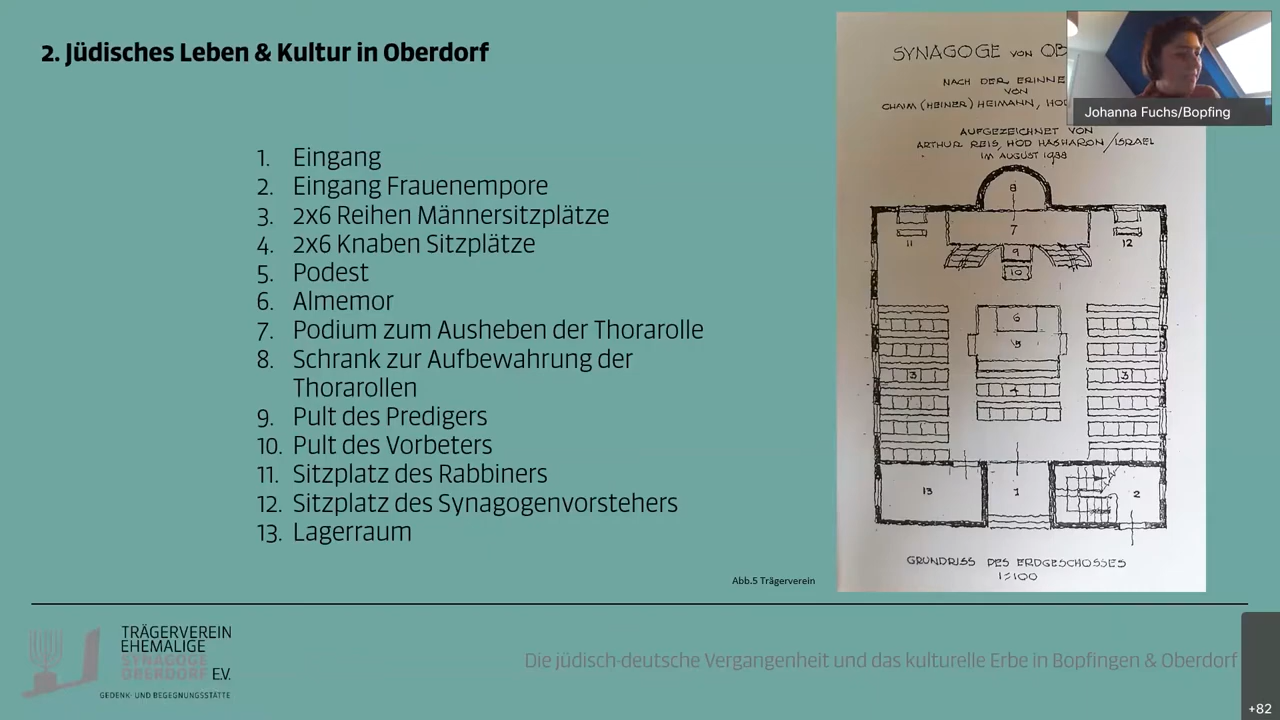 2. Jüdisches Leben & Kultur in Oberdorf
1. Eingang
2. Eingang Frauenempore
3. 2x6 Reihen Männersitzplätze
4. 2x6 Knaben Sitzplätze
5. Podest
6. Almemor
7. Podium zum Ausheben der Thorarolle
8. Schrank zur Aufbewahrung der
Thorarollen
9. Pult des Predigers
10. Pult des Vorbeters
11. Sitzplatz des Rabbiners
12. Sitzplatz des Synagogenvorstehers
13. Lagerraum
Abb.5 Trägerverein
SYNAGOGE VON OB
NACH DER ERINNE
VON
CHAIM (HEINER) HEIMANN, HOD
AUFGEZEICHNET VON
ARTHUR REIS, HOD HASHARON/ISRAEL
IM AUGUST 1988
8
7
11
9
12
10
6
5
3
4
3
13
1
2
GRUNDRISS DES ERDGESCHOSSES
1:100
Johanna Fuchs/Bopfing
TRÄGERVEREIN
EHEMALIGE
SYNAGOGE
OBERDORF E.V.
GEDENK- UND BEGEGNUNGSSTÄTTE
Die jüdisch-deutsche Vergangenheit und das kulturelle Erbe in Bopfingen & Oberdorf
+82